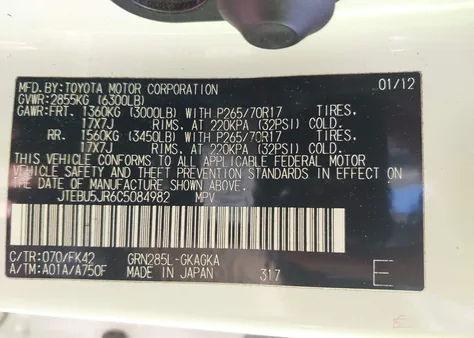 MFD. BY: TOYOTA MOTOR CORPORATION 01/12
GVWR: 2855KG (6300LB)
GAWR: FRT. 1360KG (3000LB) WITH P265/70R17 TIRES,
17X7J RIMS, AT 220KPA (32PSI) COLD.
RR. 1560KG (3450LB) WITH P265/70R17 TIRES,
17X7J RIMS, AT 220KPA (32PSI) COLD.
THIS VEHICLE CONFORMS TO ALL APPLICABLE FEDERAL MOTOR
VEHICLE SAFETY AND THEFT PREVENTION STANDARDS IN EFFECT ON
THE DATE OF MANUFACTURE SHOWN ABOVE.
JTEBU5JR6C5084982 MPV
C/TR: 070/FK42 GRN285L-GKAGKA
A/TM: A01A/A750F MADE IN JAPAN 317 E